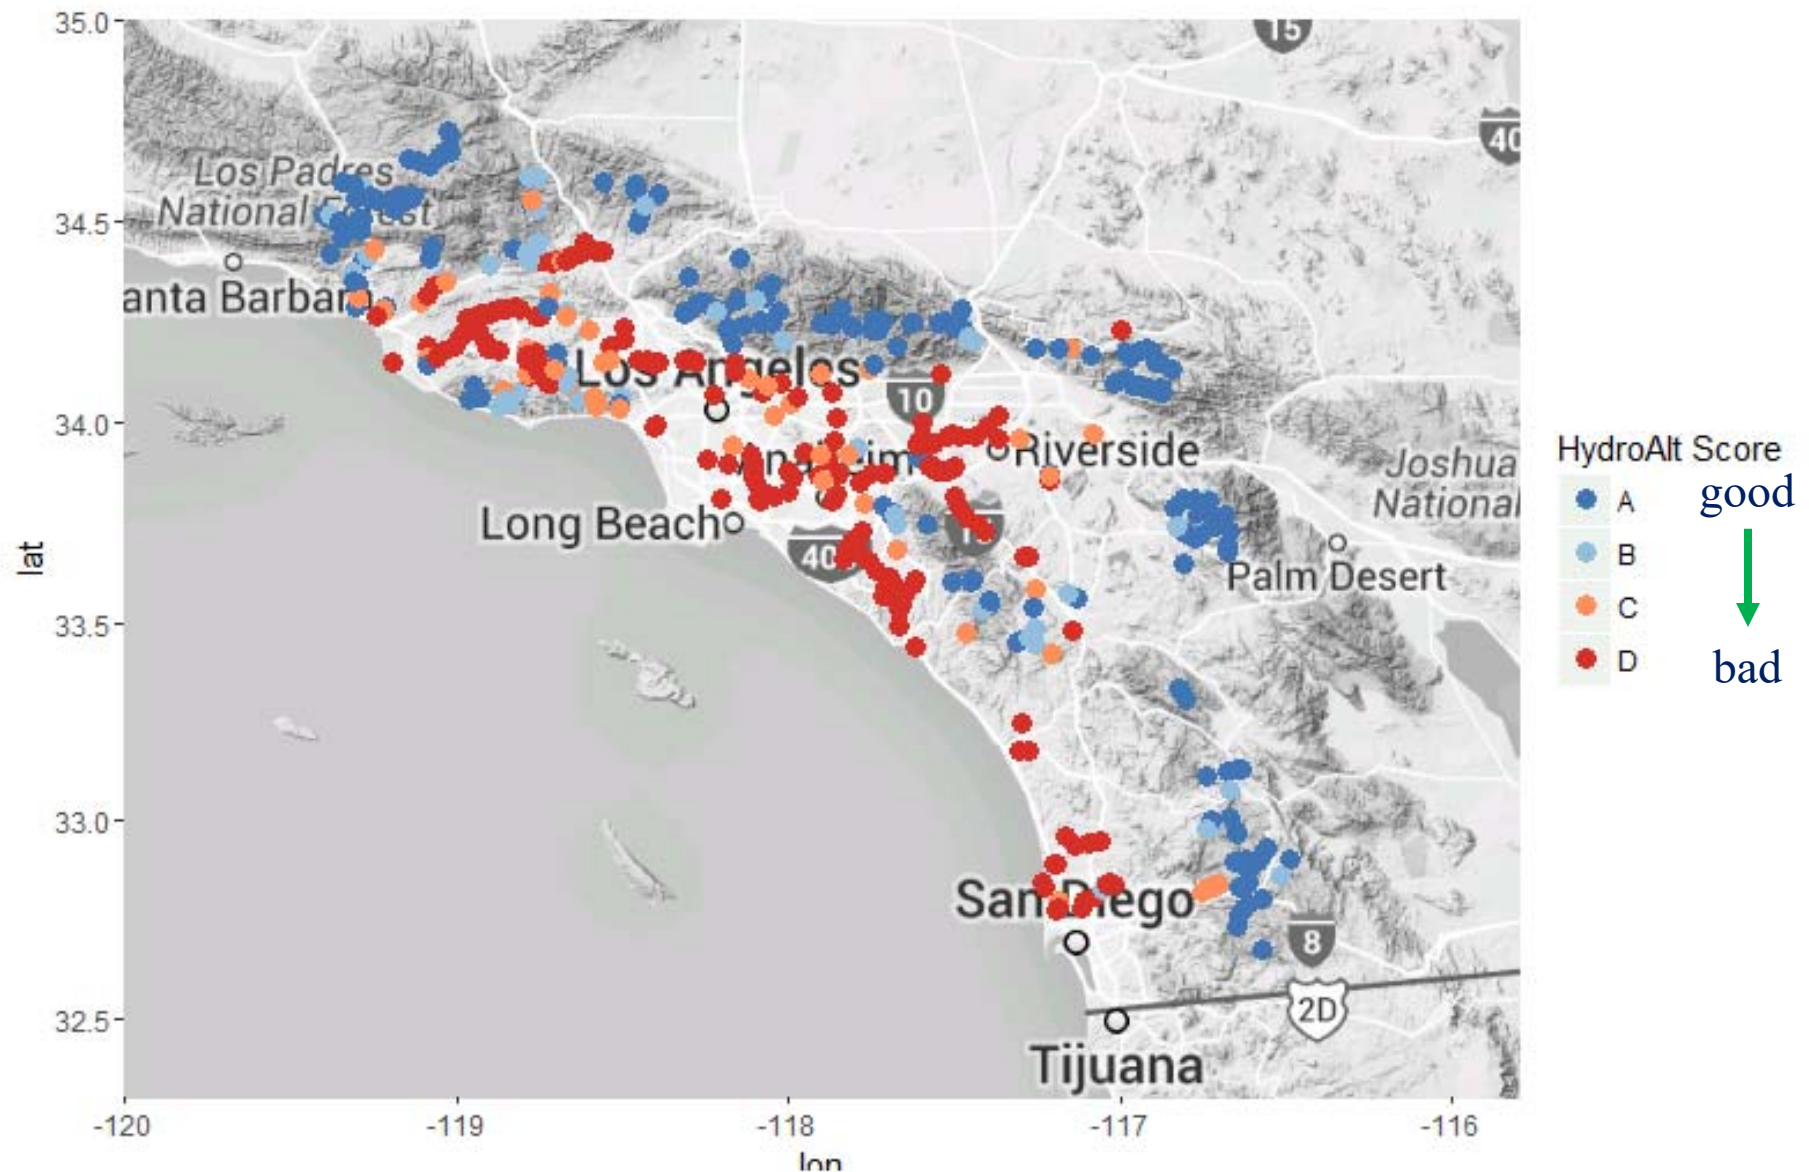 35.0
34.5
34.0
33.5
33.0
32.5
lat
-120
-119
-118
-117
-116
lon
15
40
Los Padres
National Forest
anta Barbara
Los Angeles
10
Anaheim
Riverside
Joshua
National
Long Beach
40
15
Palm Desert
San Diego
8
2D
Tijuana
HydroAlt Score
A
B
C
D
good
bad